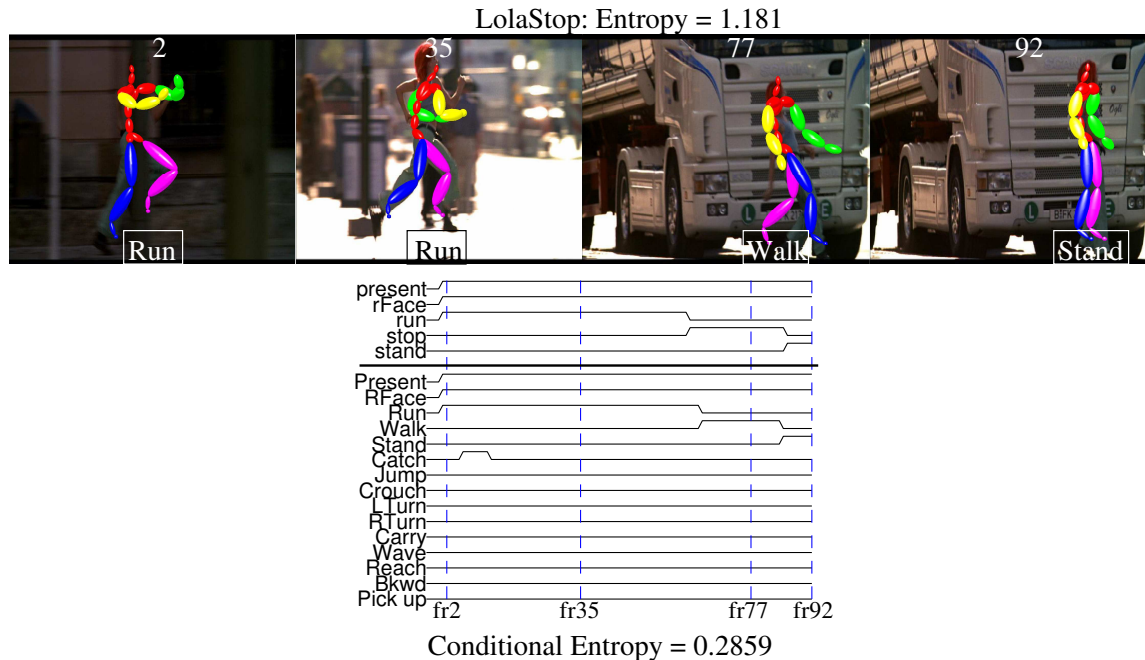 LolaStop: Entropy = 1.181
2 35 77 92
Run Run Walk Stand
present
rFace
run
stop
stand
Present
RFace
Run
Walk
Stand
Catch
Jump
Crouch
LTurn
RTurn
Carry
Wave
Reach
Bkwd
Pick up
fr2 fr35 fr77 fr92
Conditional Entropy = 0.2859